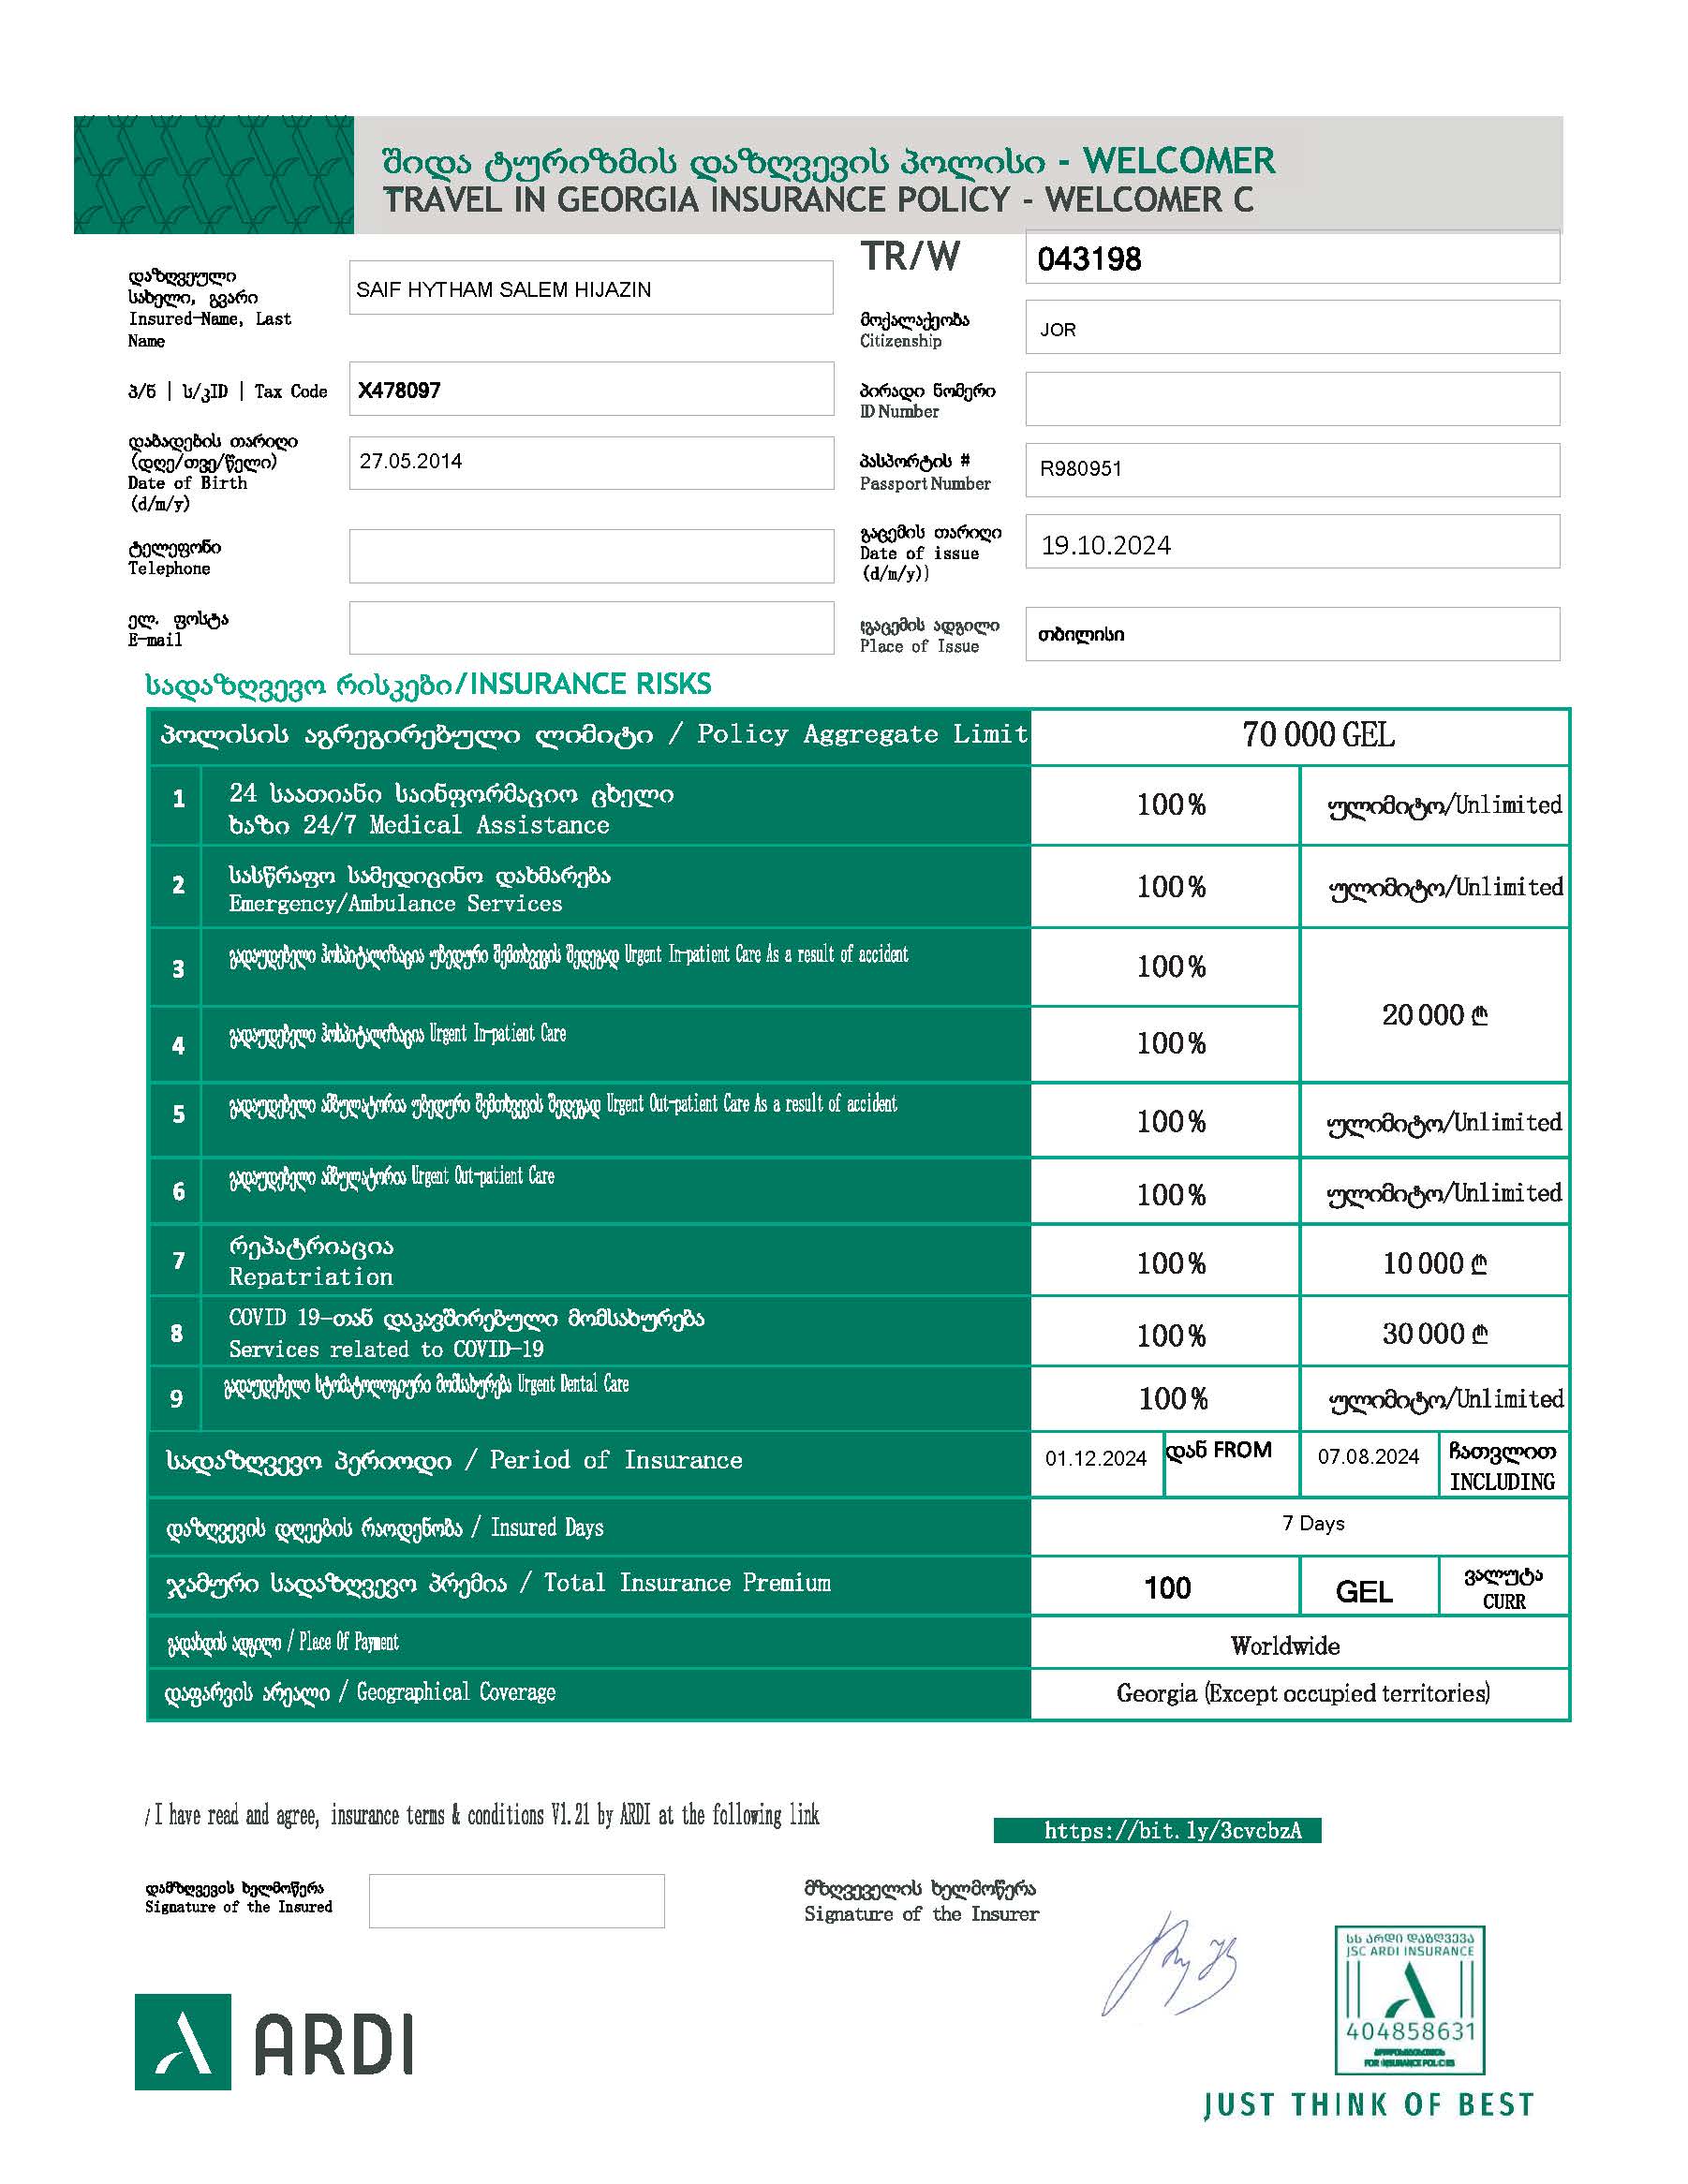 შიდა ტურიზმის დაზღვევის პოლისი - WELCOMER
TRAVEL IN GEORGIA INSURANCE POLICY - WELCOMER C
TR/W
043198
დაზღვეული
სახელი, გვარი
Insured-Name, Last
Name
SAIF HYTHAM SALEM HIJAZIN
მოქალაქეობა
Citizenship
JOR
პ/ნ | ს/კID | Tax Code
X478097
პირადი ნომერი
ID Number
დაბადების თარიღი
(დღე/თვე/წელი)
Date of Birth
(d/m/y)
27.05.2014
პასპორტის #
Passport Number
R980951
ტელეფონი
Telephone
გაცემის თარიღი
Date of issue
(d/m/y))
19.10.2024
ელ. ფოსტა
E-mail
გაცემის ადგილი
Place of Issue
თბილისი
სადაზღვევო რისკები/INSURANCE RISKS
პოლისის აგრეგირებული ლიმიტი / Policy Aggregate Limit
70 000 GEL
1
24 საათიანი საინფორმაციო ცხელი
ხაზი 24/7 Medical Assistance
100%
ულიმიტო/Unlimited
2
სასწრაფო სამედიცინო დახმარება
Emergency/Ambulance Services
100%
ულიმიტო/Unlimited
3
გადაუდებელი ჰოსპიტალიზაცია უბედური შემთხვევის შედეგად Urgent In-patient Care As a result of accident
100%
20 000 ₾
4
გადაუდებელი ჰოსპიტალიზაცია Urgent In-patient Care
100%
5
გადაუდებელი ამბულატორია უბედური შემთხვევის შედეგად Urgent Out-patient Care As a result of accident
100%
ულიმიტო/Unlimited
6
გადაუდებელი ამბულატორია Urgent Out-patient Care
100%
ულიმიტო/Unlimited
7
რეპატრიაცია
Repatriation
100%
10 000 ₾
8
COVID 19-თან დაკავშირებული მომსახურება
Services related to COVID-19
100%
30 000 ₾
9
გადაუდებელი სტომატოლოგიური მომსახურება Urgent Dental Care
100%
ულიმიტო/Unlimited
სადაზღვევო პერიოდი / Period of Insurance
01.12.2024
დან FROM
07.08.2024
ჩათვლით
INCLUDING
დაზღვევის დღეების რაოდენობა / Insured Days
7 Days
ჯამური სადაზღვევო პრემია / Total Insurance Premium
100
GEL
ვალუტა
CURR
გადახდის ადგილი / Place Of Payment
Worldwide
დაფარვის არეალი / Geographical Coverage
Georgia (Except occupied territories)
/ I have read and agree, insurance terms & conditions V1.21 by ARDI at the following link
https://bit.ly/3cvcbzA
დამზღვევის ხელმოწერა
Signature of the Insured
მზღვეველის ხელმოწერა
Signature of the Insurer
სს არდი დაზღვევა
JSC ARDI INSURANCE
404858631
FOR INSURANCE POLICIES
ARDI
JUST THINK OF BEST